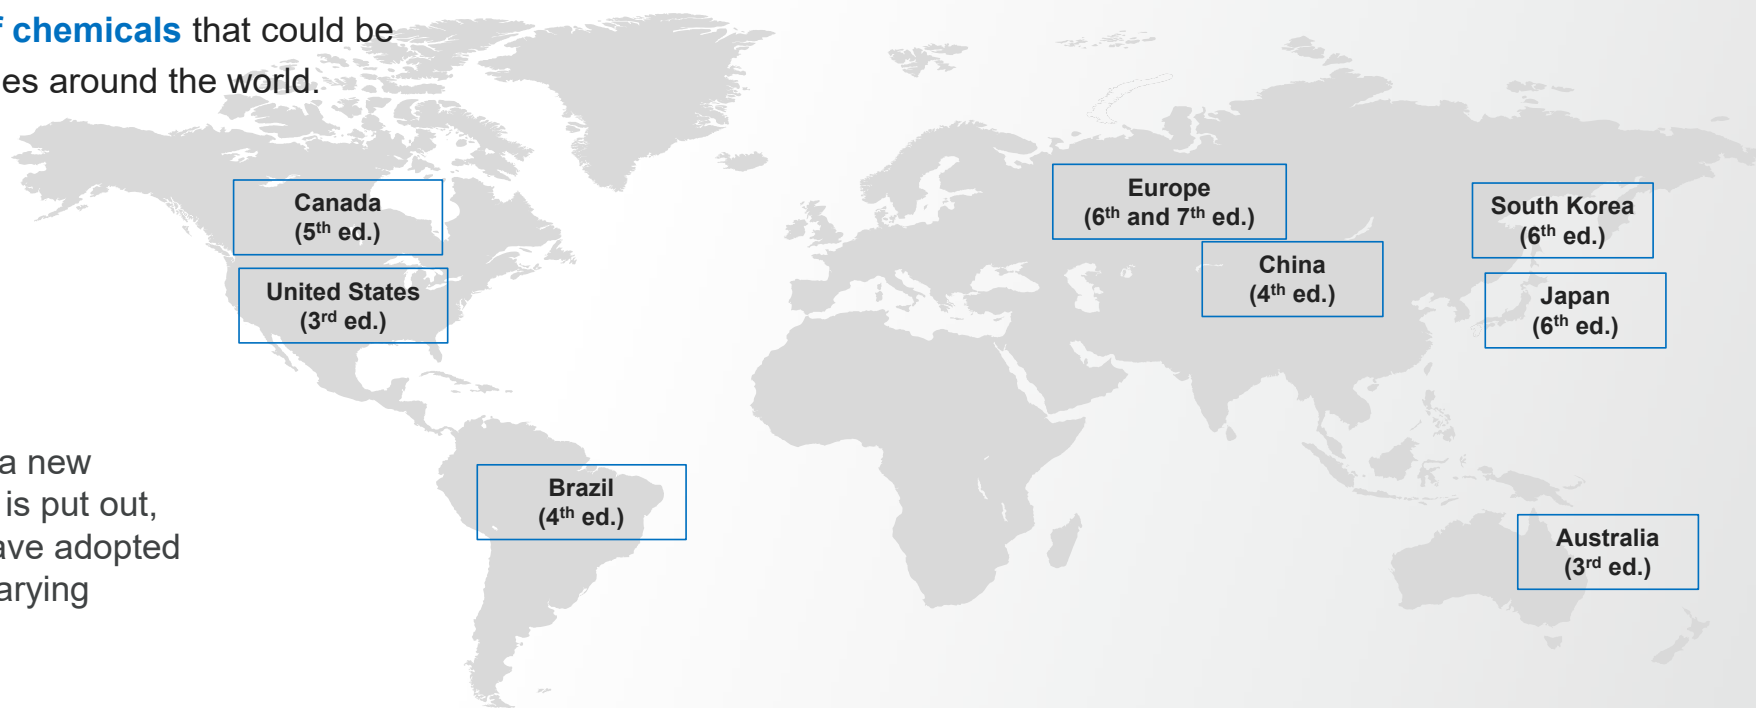 f chemicals that could be
es around the world.
Canada
(5th ed.)
United States
(3rd ed.)
Europe
(6th and 7th ed.)
China
(4th ed.)
South Korea
(6th ed.)
Japan
(6th ed.)
a new
is put out,
ave adopted
arying
Brazil
(4th ed.)
Australia
(3rd ed.)